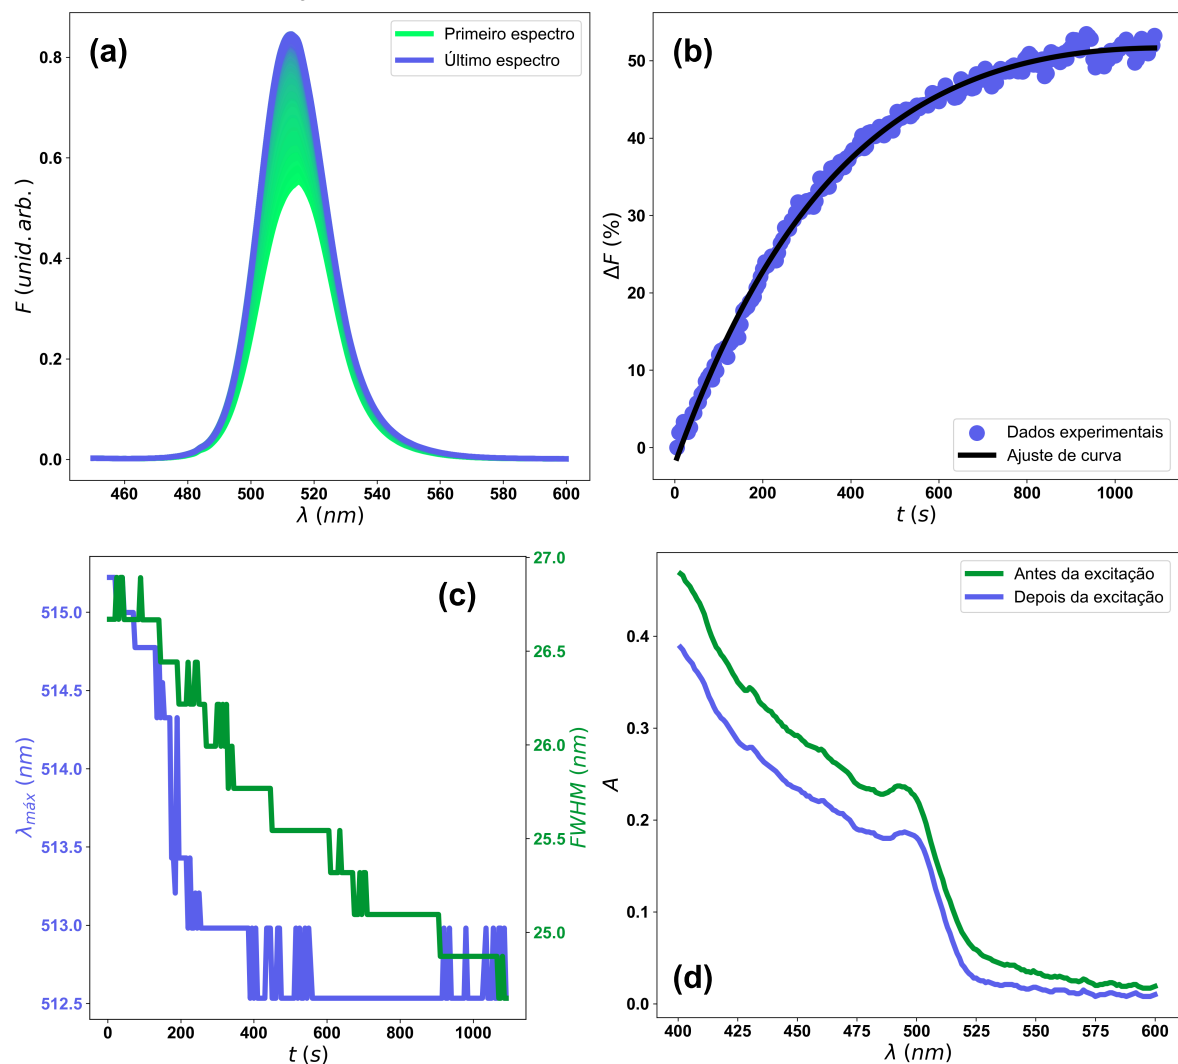 (a)
Primeiro espectro
Último espectro
F (unid. arb.)
0.8
0.6
0.4
0.2
0.0
460 480 500 520 540 560 580 600
λ (nm)
(b)
ΔF (%)
50
40
30
20
10
0
Dados experimentais
Ajuste de curva
0 200 400 600 800 1000
t (s)
(c)
λmáx (nm)
515.0
514.5
514.0
513.5
513.0
512.5
27.0
26.5
26.0
25.5
25.0
FWHM (nm)
0 200 400 600 800 1000
t (s)
Antes da excitação
Depois da excitação
A
0.4
0.3
0.2
0.1
0.0
(d)
400 425 450 475 500 525 550 575 600
λ (nm)